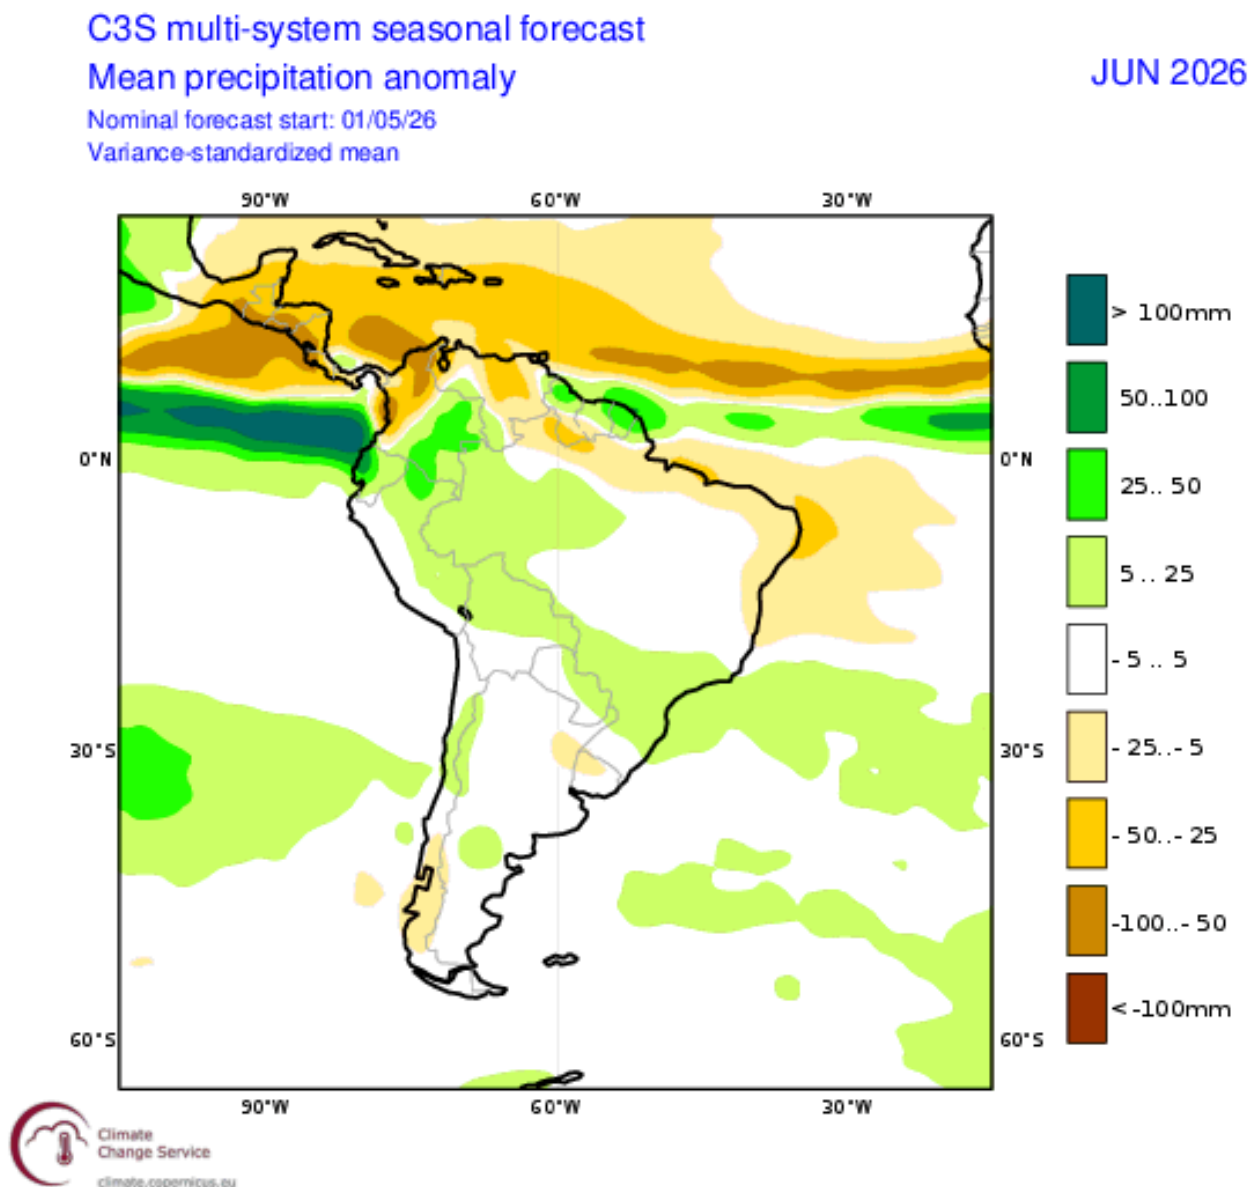 C3S multi-system seasonal forecast
Mean precipitation anomaly
JUN 2026
Nominal forecast start: 01/05/26
Variance-standardized mean
90°W 60°W 30°W
> 100mm
50..100
0°N 0°N
25.. 50
5 .. 25
-5 .. 5
30°S 30°S
-25..-5
-50..-25
-100..-50
<-100mm
60°S 60°S
90°W 60°W 30°W
Climate
Change Service
climate.copernicus.eu